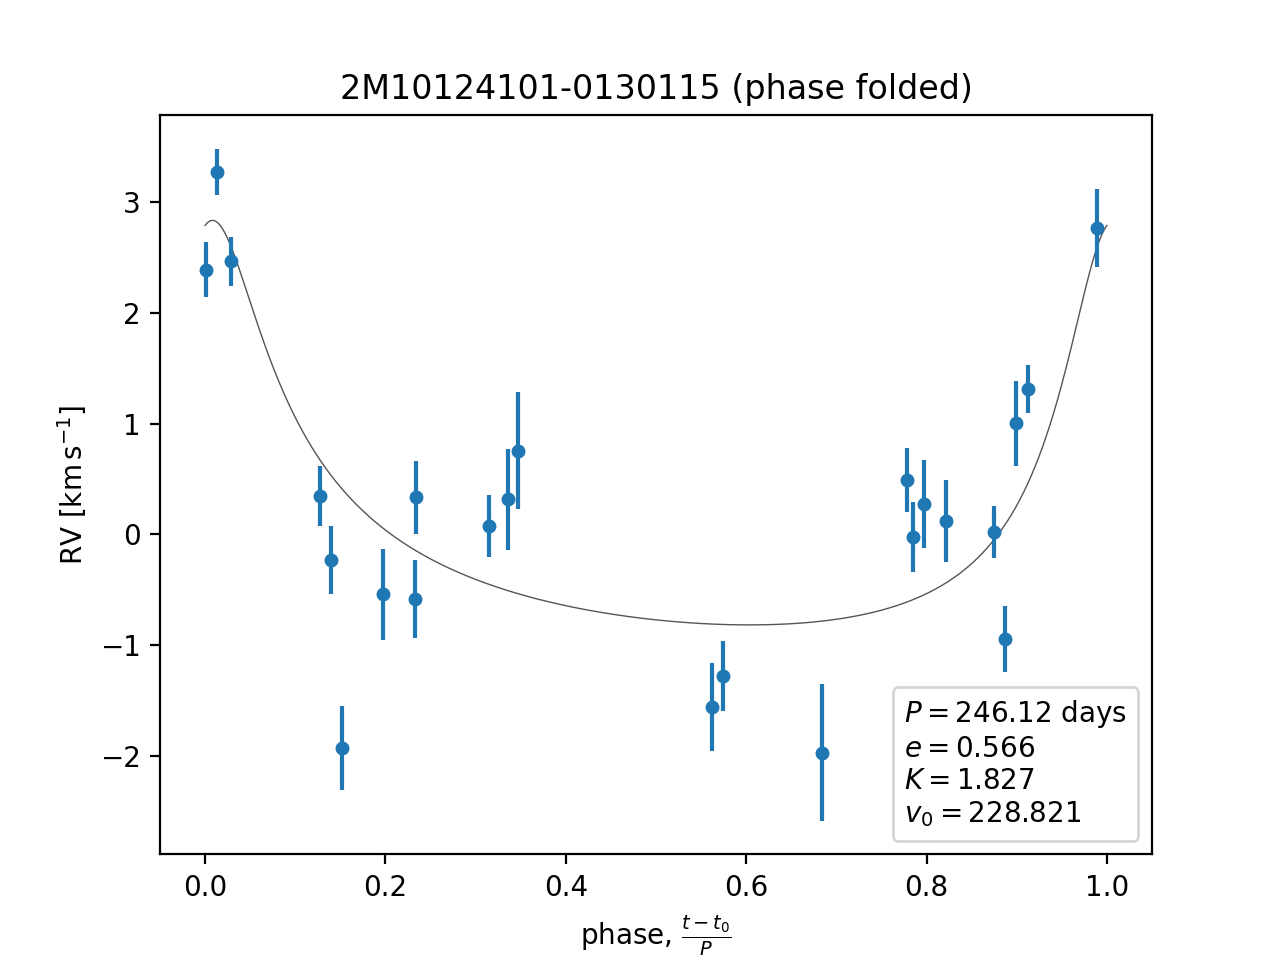 2M10124101-0130115 (phase folded)
RV [km s⁻¹]
3
2
1
0
−1
−2
P = 246.12 days
e = 0.566
K = 1.827
v₀ = 228.821
0.0 0.2 0.4 0.6 0.8 1.0
phase, (t − t₀)/P